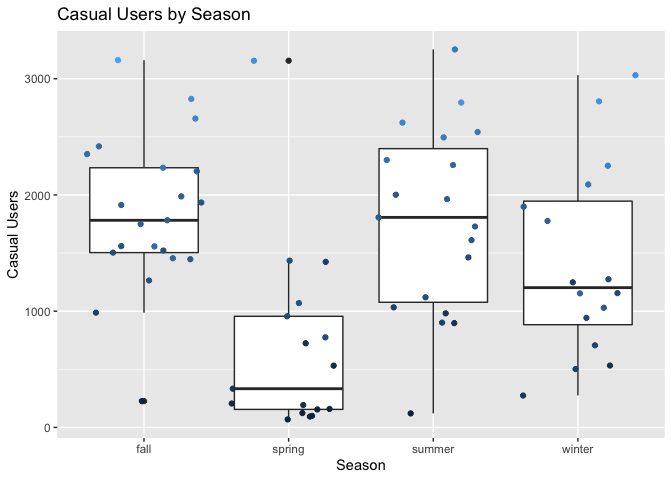 Casual Users by Season
3000
2000
1000
0
Casual Users
fall spring summer winter
Season